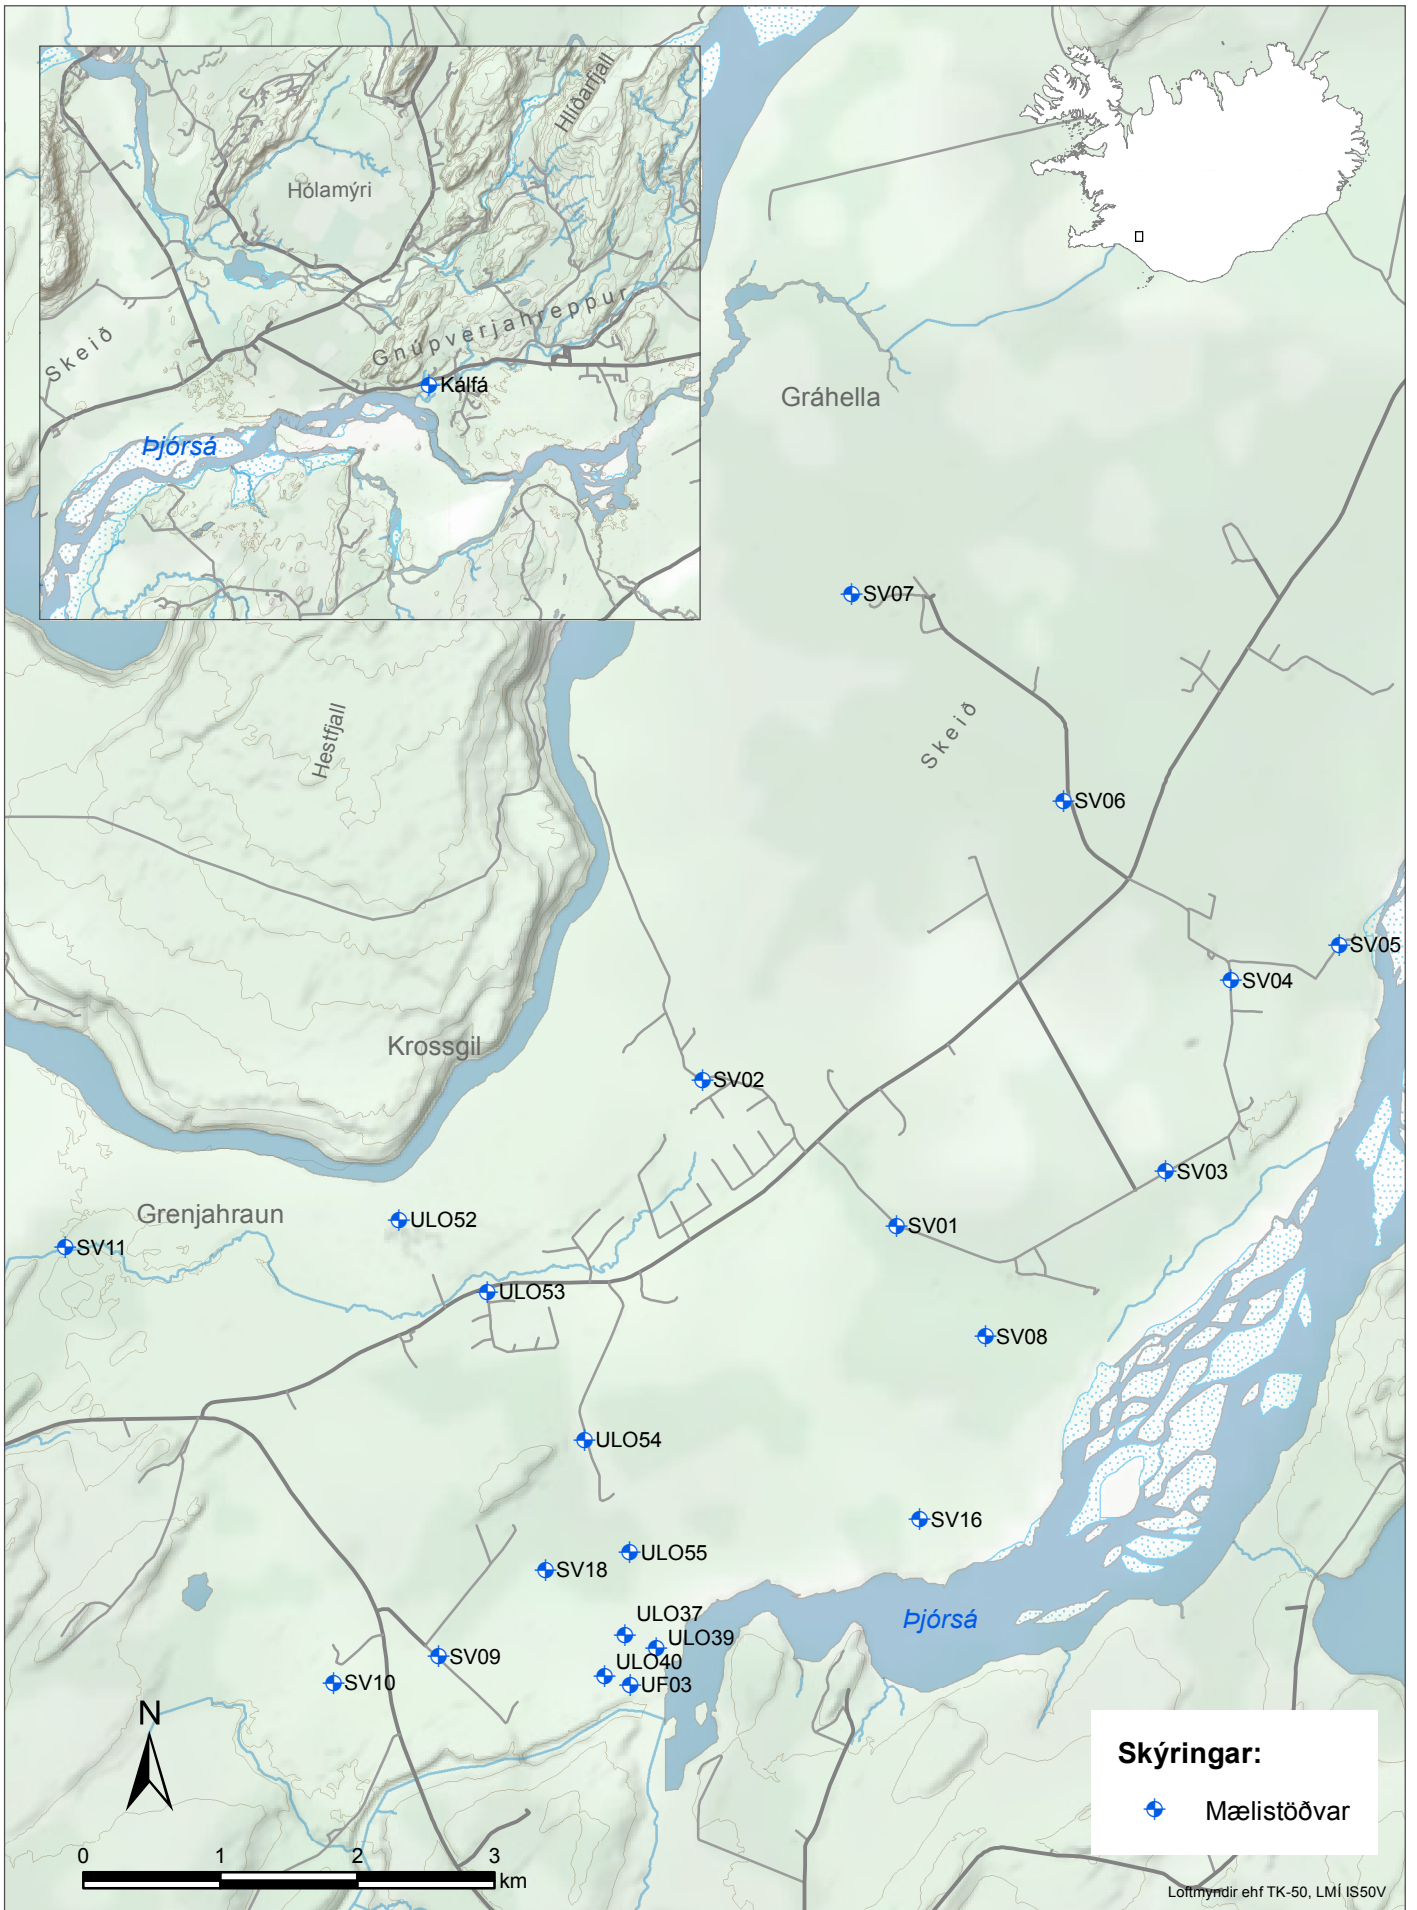 Hlíðarfjall
Hólamýri
Skeið
Gnúpverjahreppur
Kálfá
Þjórsá
Gráhella
SV07
Hestfjall
Skeið
SV06
SV05
SV04
Krossgil
SV02
SV03
Grenjahraun
ULO52
SV01
SV11
ULO53
SV08
ULO54
SV16
ULO55
SV18
ULO37
Þjórsá
ULO39
SV09
ULO40
SV10
UF03
N
Skýringar:
Mælistöðvar
0 1 2 3
km
Loftmyndir ehf TK-50, LMÍ IS50V